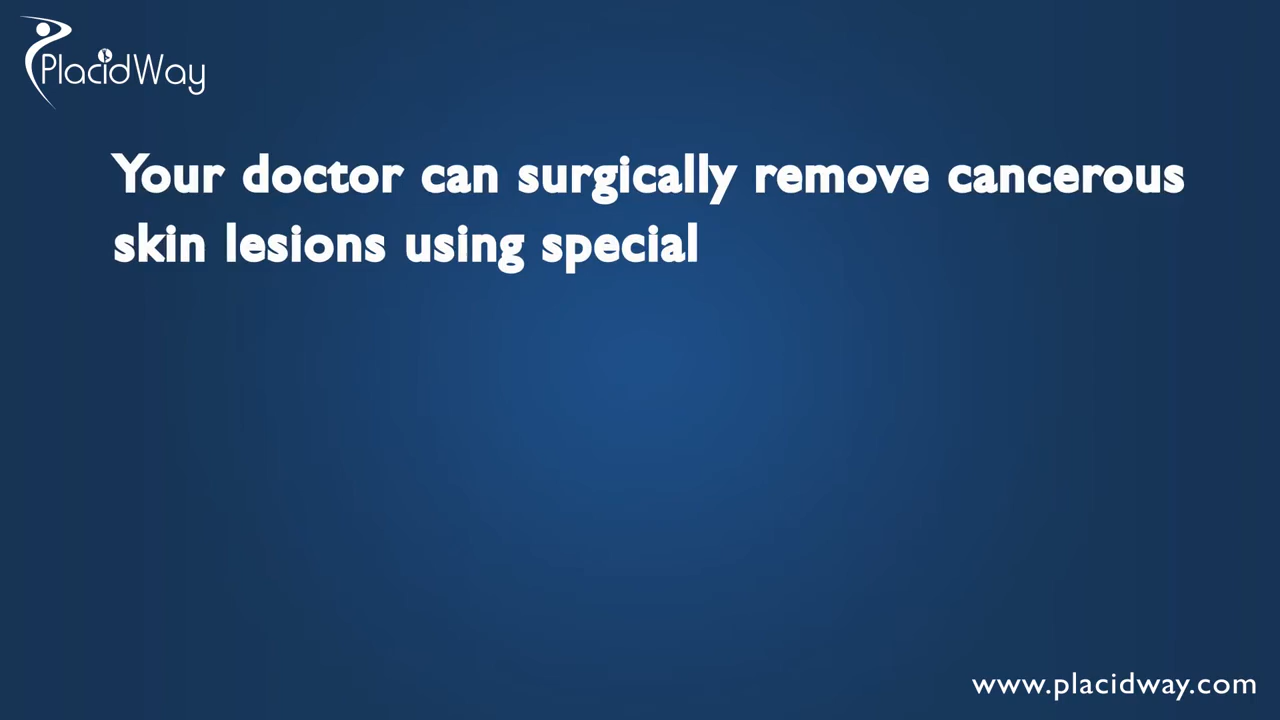 PlacidWay
Your doctor can surgically remove cancerous
skin lesions using special
www.placidway.com